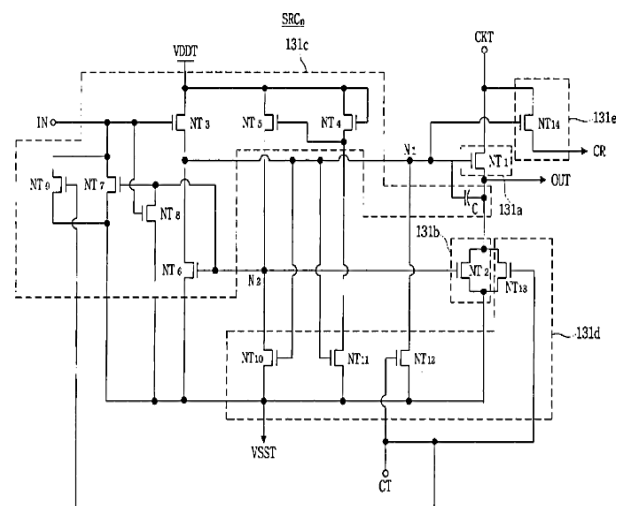 SRCn
131c
CKT
VDDT
IN
NT3
NT5
NT4
NT14
131e
N1
NT1
CR
OUT
NT9
NT7
NT8
C
131a
131b
NT6
N2
NT2
NT13
131d
NT10
NT11
NT12
VSST
CT